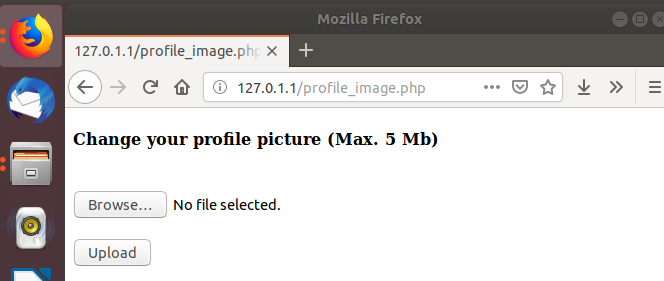 Mozilla Firefox
127.0.1.1/profile_image.php
127.0.1.1/profile_image.php
Change your profile picture (Max. 5 Mb)
Browse... No file selected.
Upload